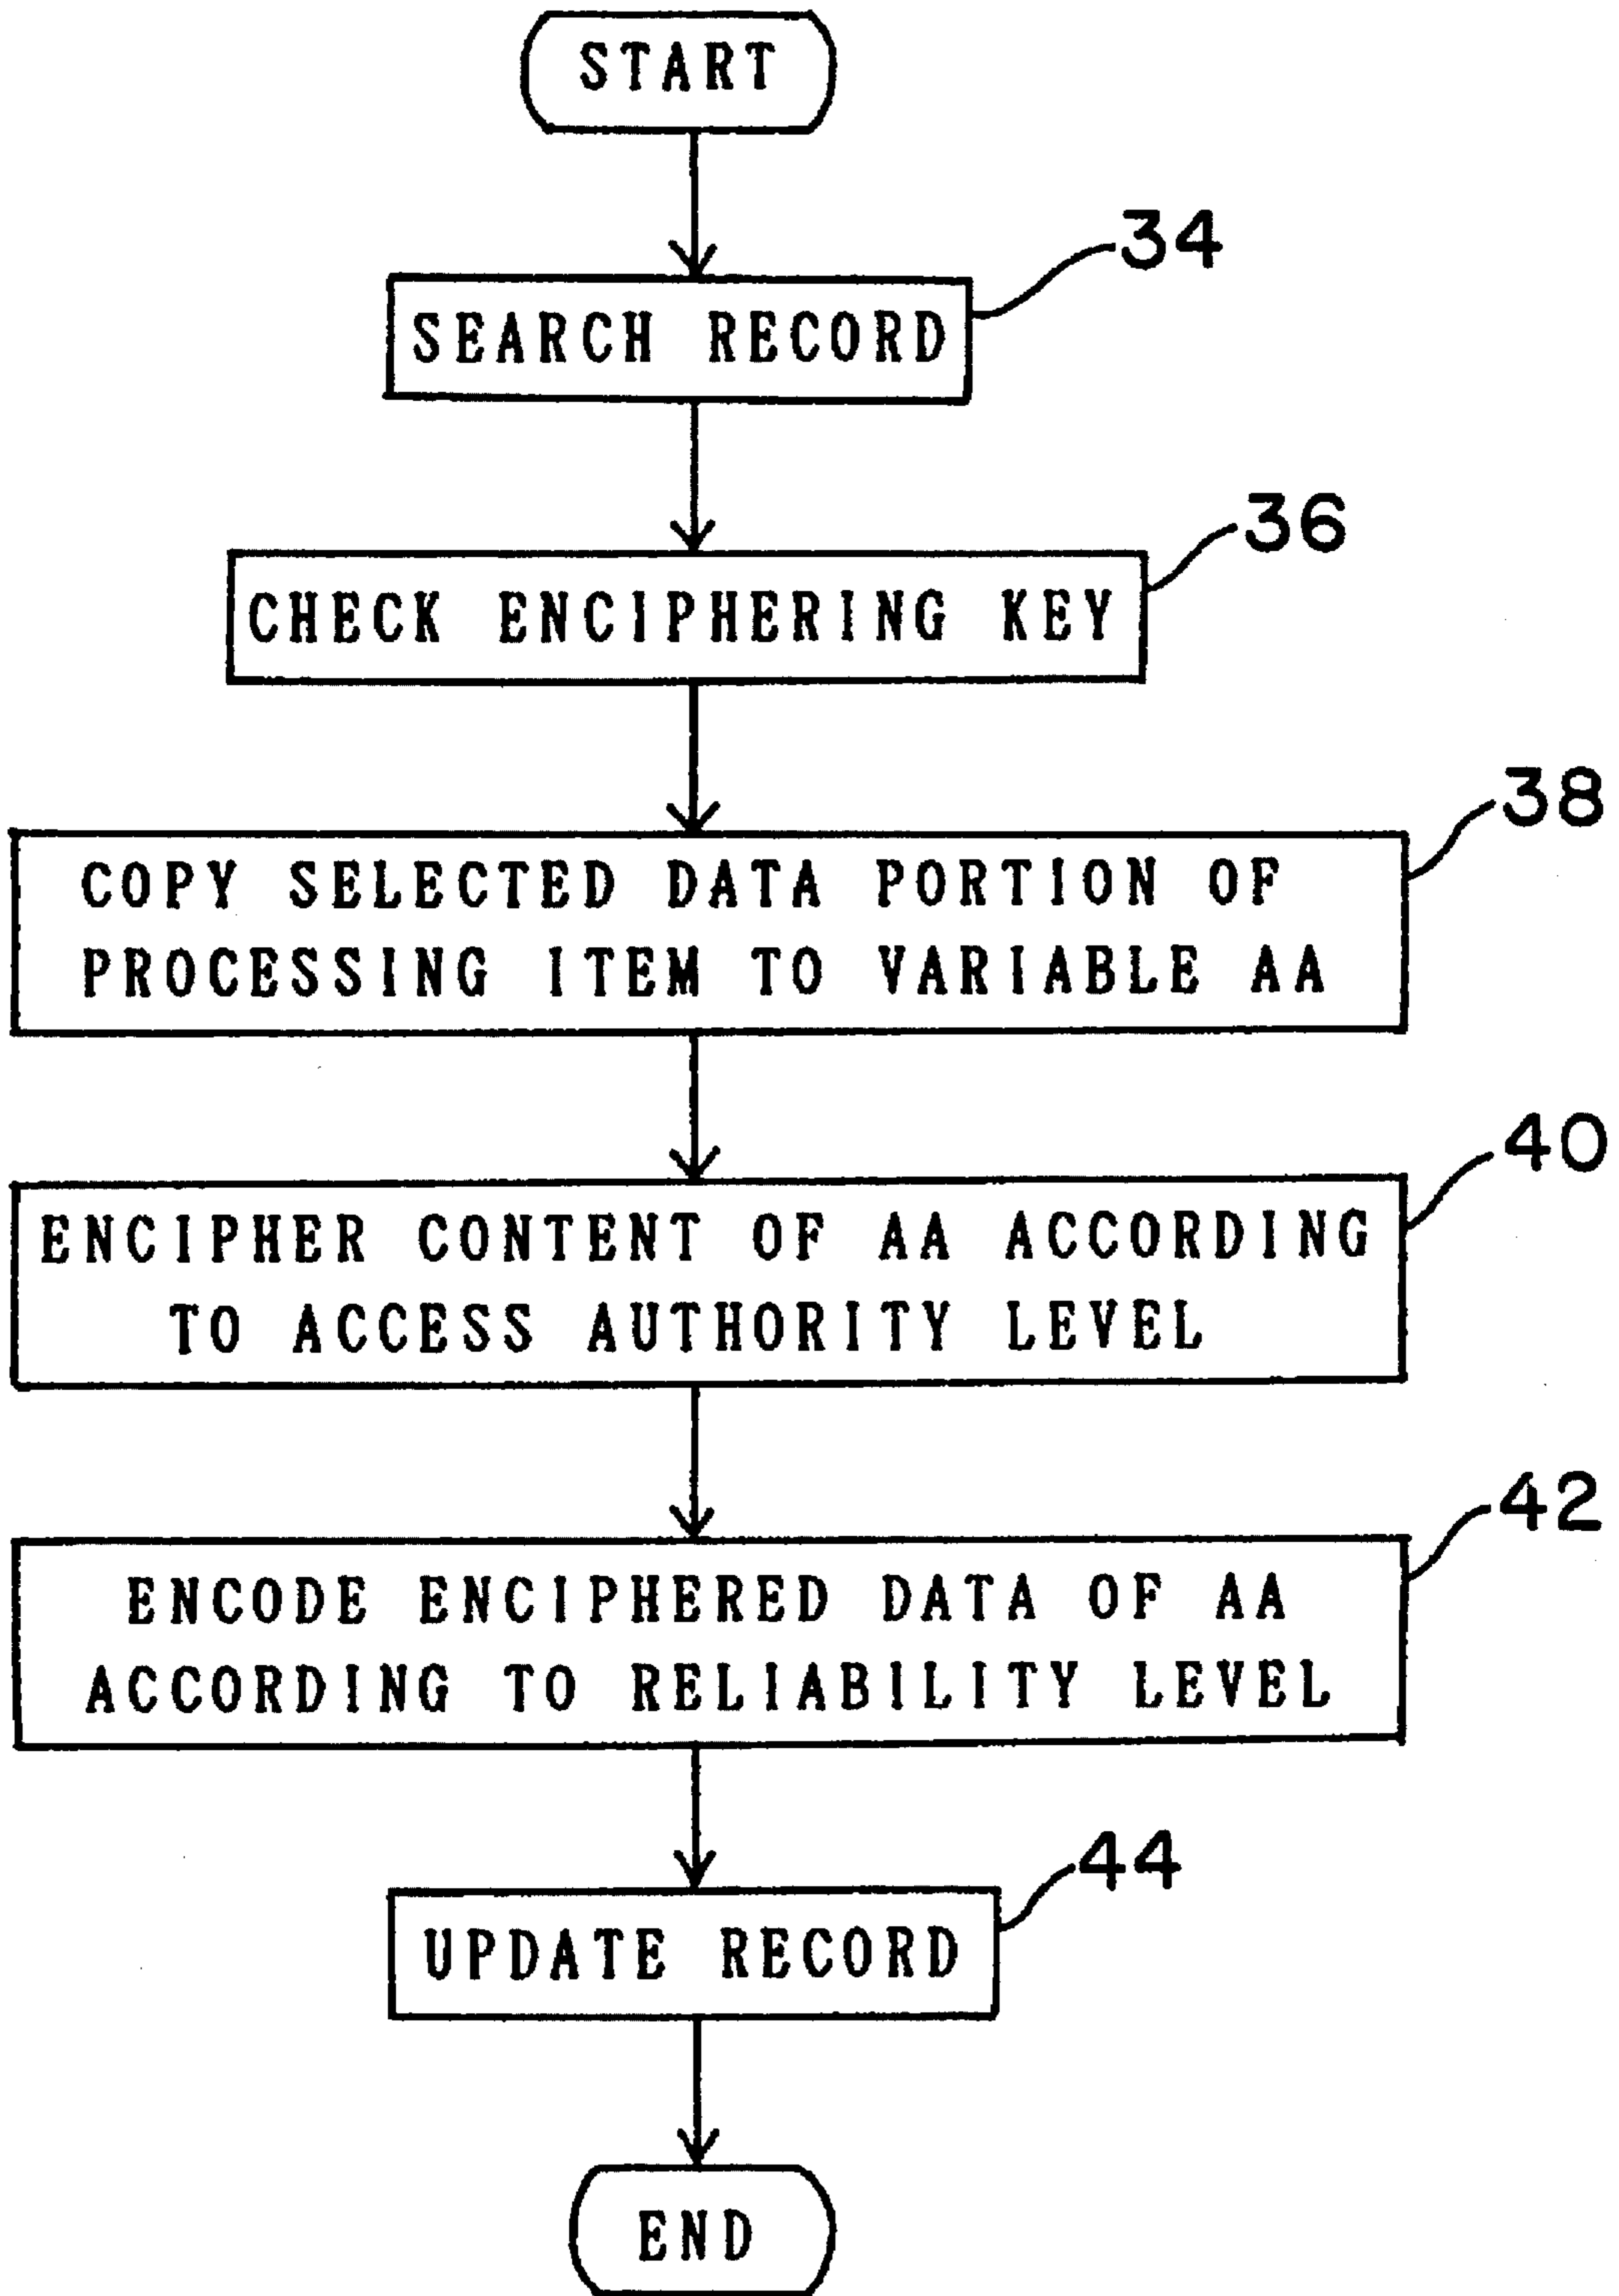 START
34
SEARCH RECORD
36
CHECK ENCIPHERING KEY
38
COPY SELECTED DATA PORTION OF
PROCESSING ITEM TO VARIABLE AA
40
ENCIPHER CONTENT OF AA ACCORDING
TO ACCESS AUTHORITY LEVEL
42
ENCODE ENCIPHERED DATA OF AA
ACCORDING TO RELIABILITY LEVEL
44
UPDATE RECORD
END